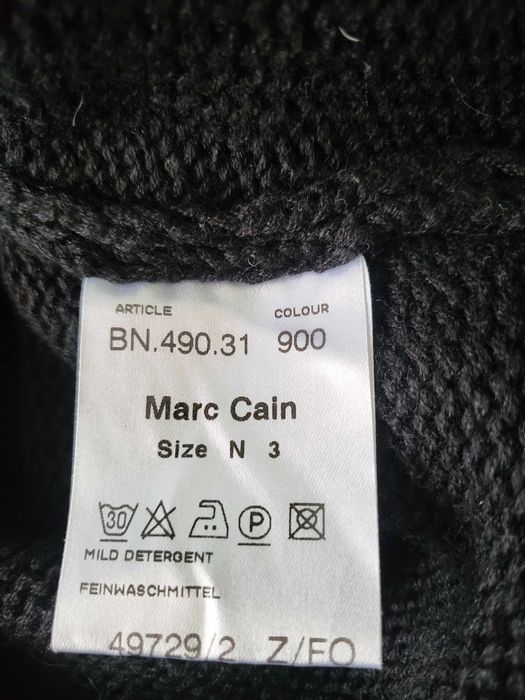 ARTICLE COLOUR
BN.490.31 900
Marc Cain
Size N 3
30 P
MILD DETERGENT
FEINWASCHMITTEL
49729/2 Z/FO